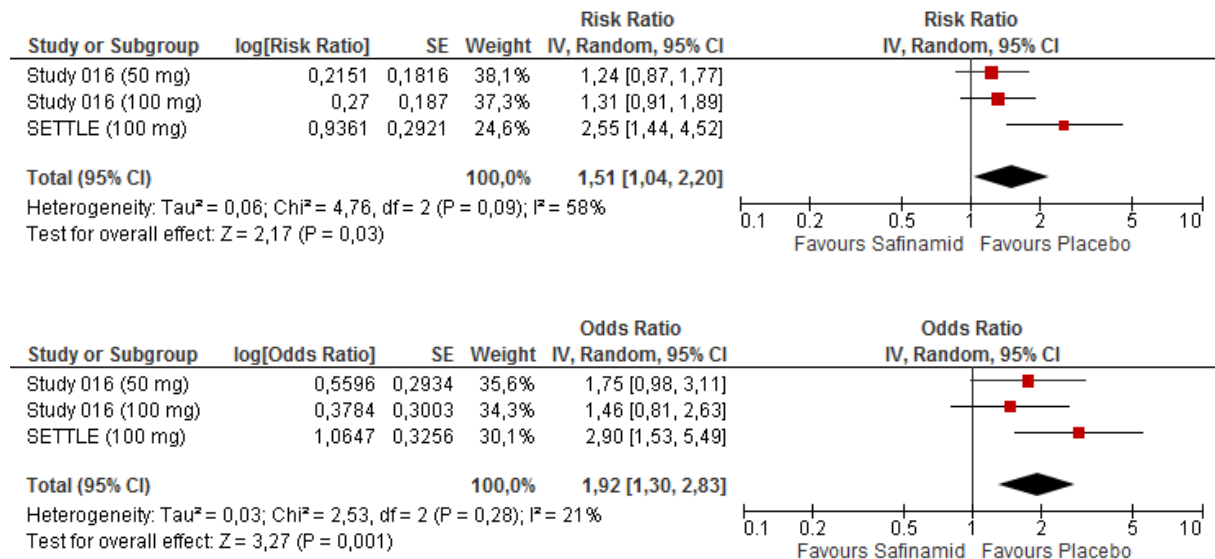 Risk Ratio Risk Ratio
Study or Subgroup log[Risk Ratio] SE Weight IV, Random, 95% CI IV, Random, 95% CI
Study 016 (50 mg) 0,2151 0,1816 38,1% 1,24 [0,87, 1,77]
Study 016 (100 mg) 0,27 0,187 37,3% 1,31 [0,91, 1,89]
SETTLE (100 mg) 0,9361 0,2921 24,6% 2,55 [1,44, 4,52]
Total (95% CI) 100,0% 1,51 [1,04, 2,20]
Heterogeneity: Tau² = 0,06; Chi² = 4,76, df = 2 (P = 0,09); I² = 58%
Test for overall effect: Z = 2,17 (P = 0,03)
0.1 0.2 0.5 1 2 5 10
Favours Safinamid Favours Placebo
Odds Ratio Odds Ratio
Study or Subgroup log[Odds Ratio] SE Weight IV, Random, 95% CI IV, Random, 95% CI
Study 016 (50 mg) 0,5596 0,2934 35,6% 1,75 [0,98, 3,11]
Study 016 (100 mg) 0,3784 0,3003 34,3% 1,46 [0,81, 2,63]
SETTLE (100 mg) 1,0647 0,3256 30,1% 2,90 [1,53, 5,49]
Total (95% CI) 100,0% 1,92 [1,30, 2,83]
Heterogeneity: Tau² = 0,03; Chi² = 2,53, df = 2 (P = 0,28); I² = 21%
Test for overall effect: Z = 3,27 (P = 0,001)
0.1 0.2 0.5 1 2 5 10
Favours Safinamid Favours Placebo